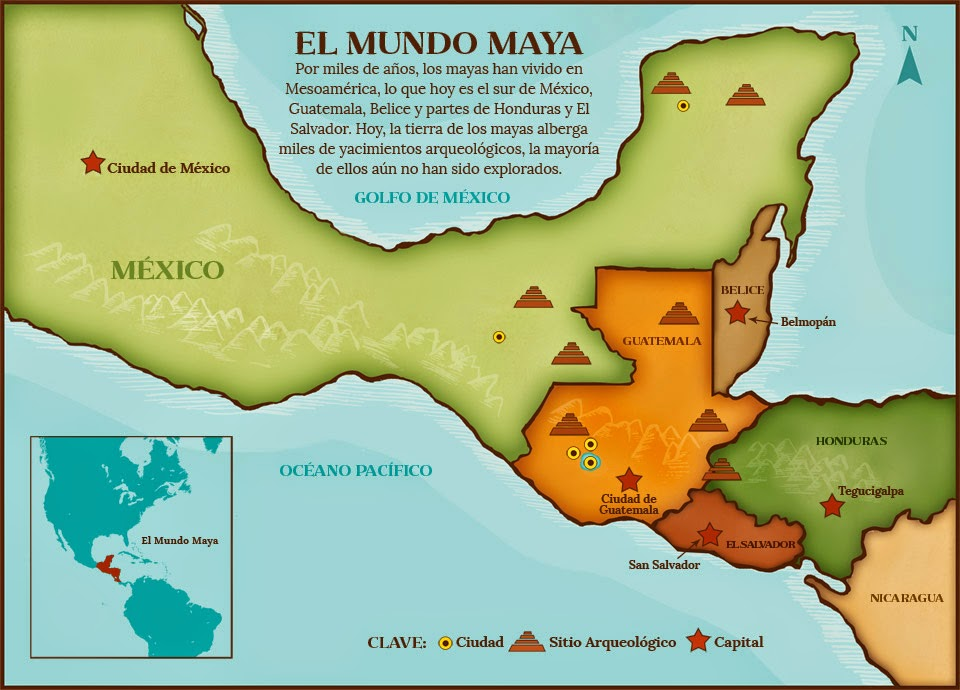 EL MUNDO MAYA
Por miles de años, los mayas han vivido en
Mesoamérica, lo que hoy es el sur de México,
Guatemala, Belice y partes de Honduras y El
Salvador. Hoy, la tierra de los mayas alberga
miles de yacimientos arqueológicos, la mayoría
de ellos aún no han sido explorados.
N
Ciudad de México
GOLFO DE MÉXICO
MÉXICO
BELICE
Belmopán
GUATEMALA
HONDURAS
OCÉANO PACÍFICO
Tegucigalpa
Ciudad de
Guatemala
El Mundo Maya
EL SALVADOR
San Salvador
NICARAGUA
CLAVE: Ciudad Sitio Arqueológico Capital